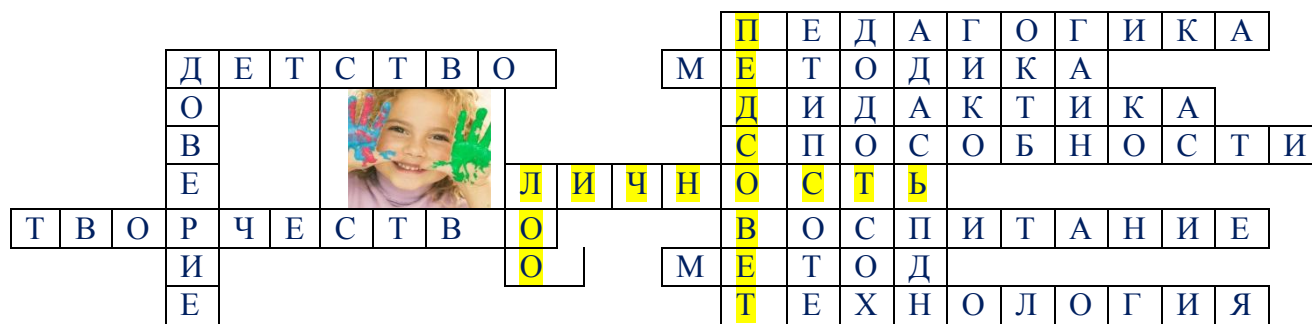 ПЕДАГОГИКА
ДЕТСТВО МЕТОДИКА
О ДИДАКТИКА
В СПОСОБНОСТИ
Е ЛИЧНОСТЬ
ТВОРЧЕСТВО ВОСПИТАНИЕ
И О МЕТОД
Е ТЕХНОЛОГИЯ